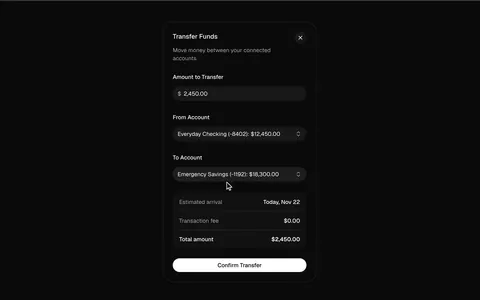 Transfer Funds
Move money between your connected
accounts.
Amount to Transfer
$ 2,450.00
From Account
Everyday Checking (-8402): $12,450.00
To Account
Emergency Savings (-1192): $18,300.00
Estimated arrival Today, Nov 22
Transaction fee $0.00
Total amount $2,450.00
Confirm Transfer